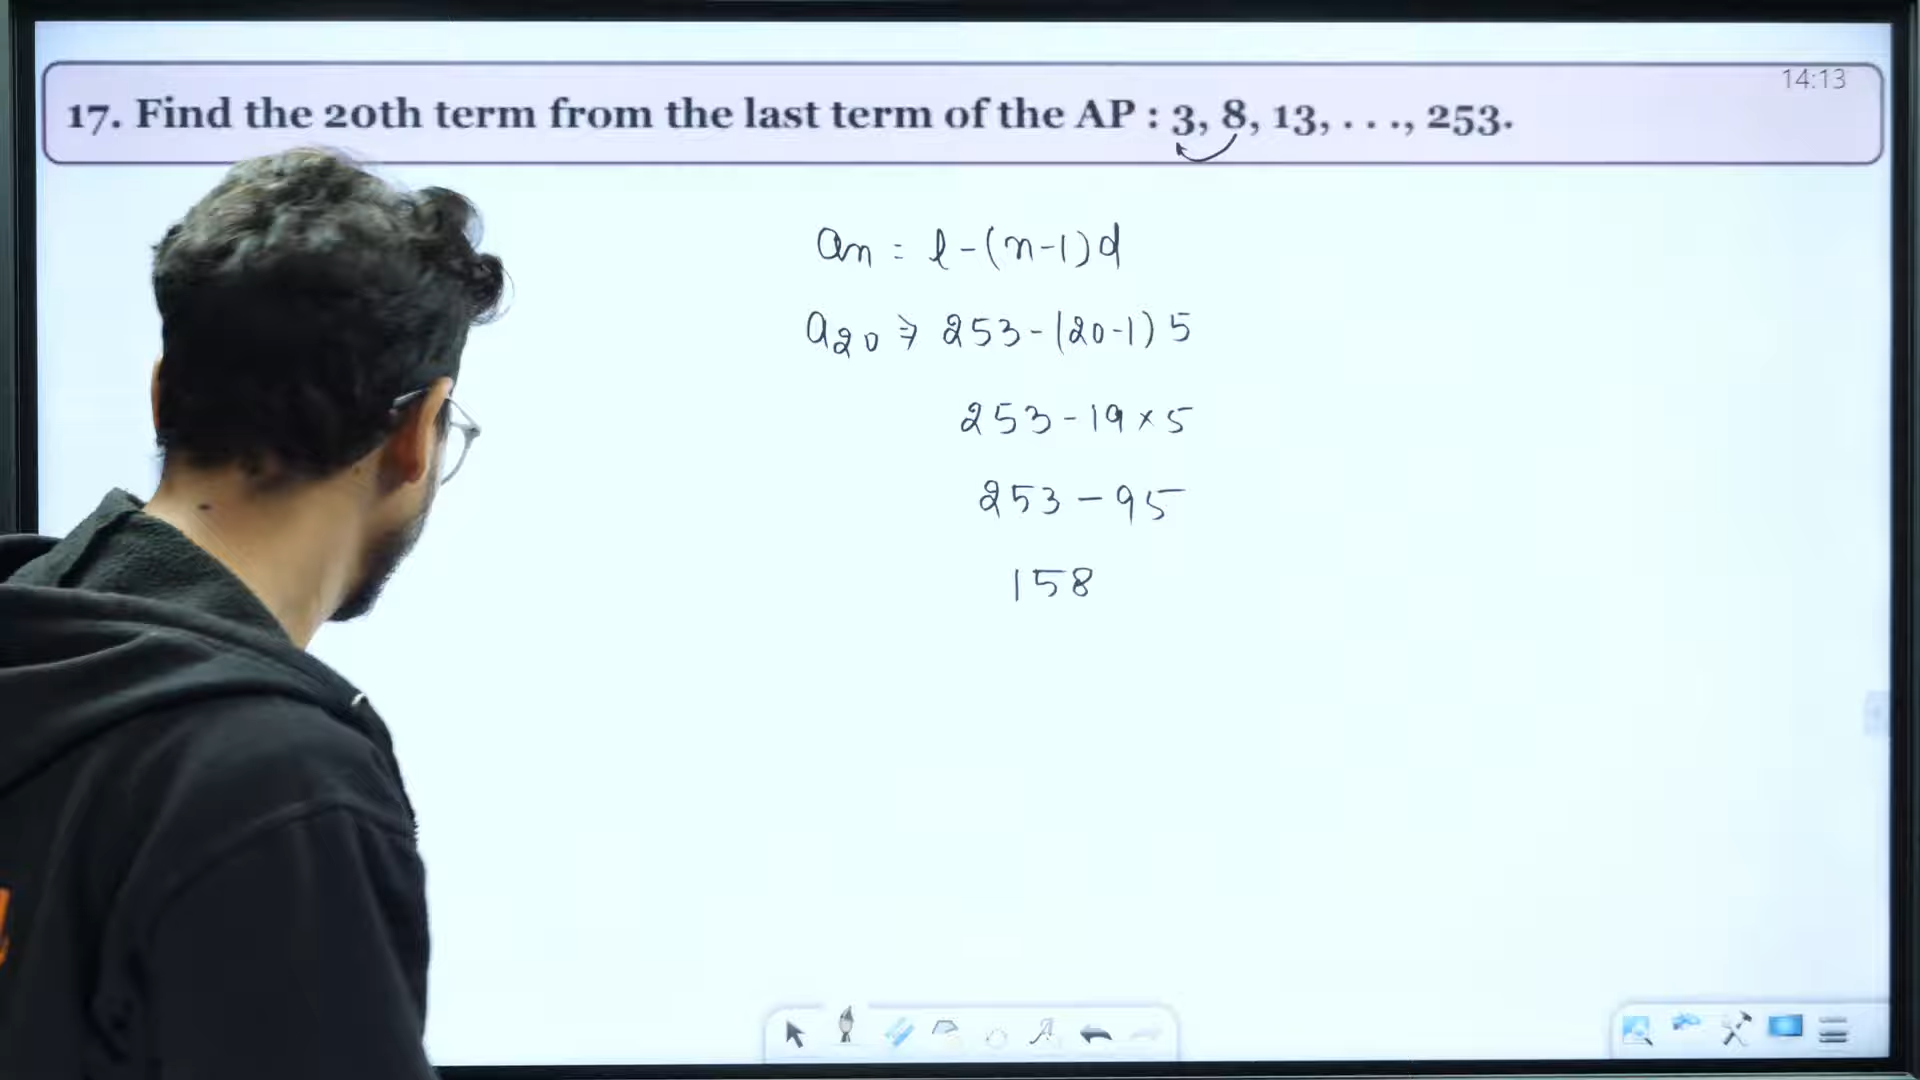 14:13
17. Find the 20th term from the last term of the AP : 3, 8, 13, . . ., 253.
an = l - (n-1)d
a20 ⇒ 253 - (20-1) 5
253 - 19 × 5
253 - 95
158